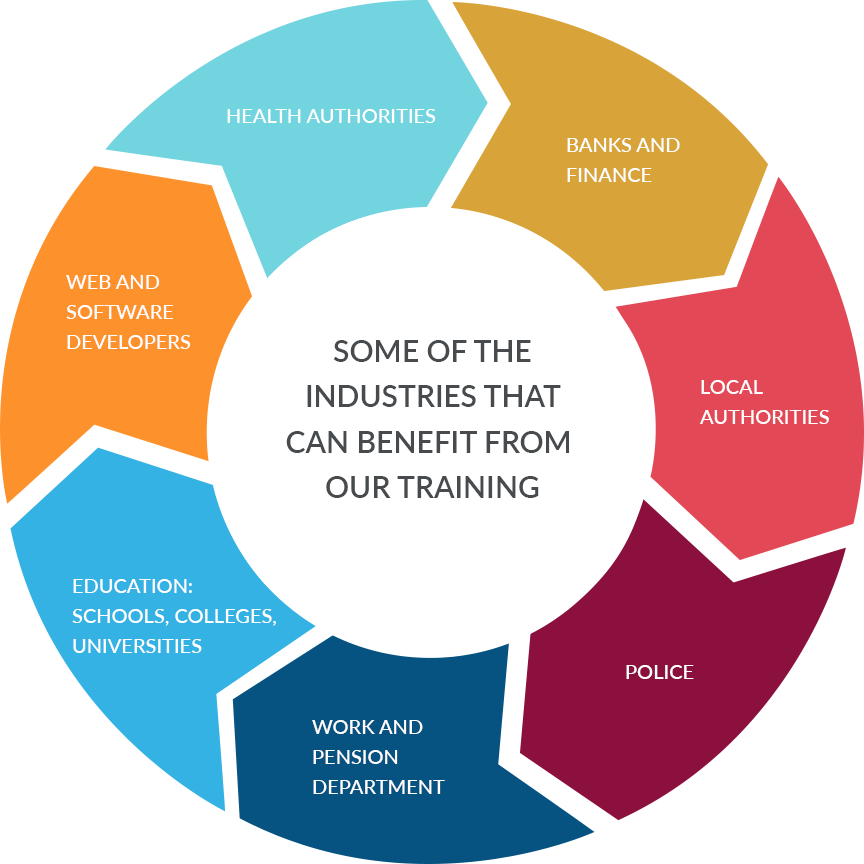 SOME OF THE
INDUSTRIES THAT
CAN BENEFIT FROM
OUR TRAINING
HEALTH AUTHORITIES
BANKS AND
FINANCE
LOCAL
AUTHORITIES
POLICE
WORK AND
PENSION
DEPARTMENT
EDUCATION:
SCHOOLS, COLLEGES,
UNIVERSITIES
WEB AND
SOFTWARE
DEVELOPERS